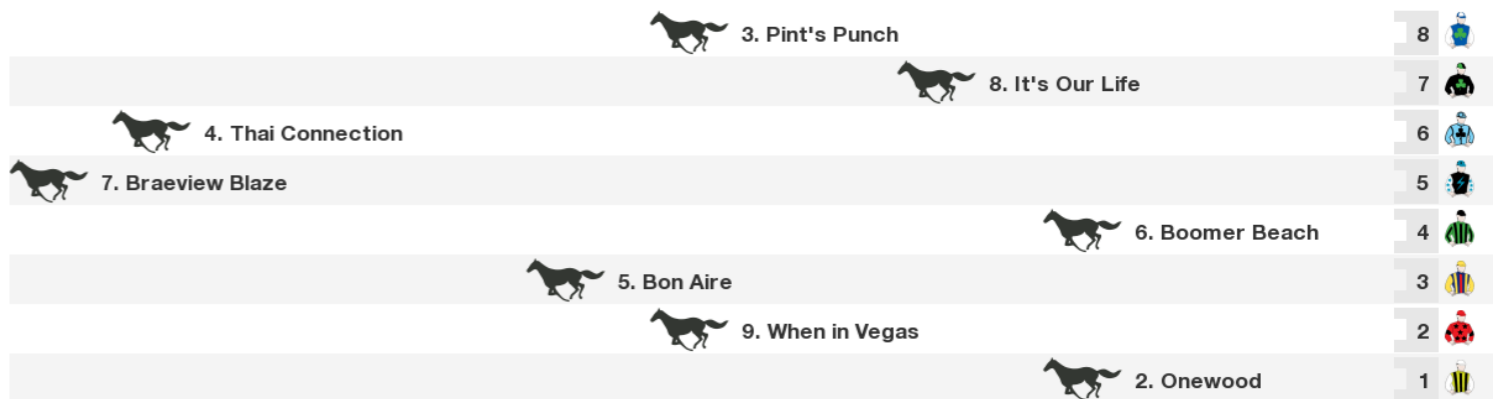 3. Pint's Punch 8
8. It's Our Life 7
4. Thai Connection 6
7. Braeview Blaze 5
6. Boomer Beach 4
5. Bon Aire 3
9. When in Vegas 2
2. Onewood 1